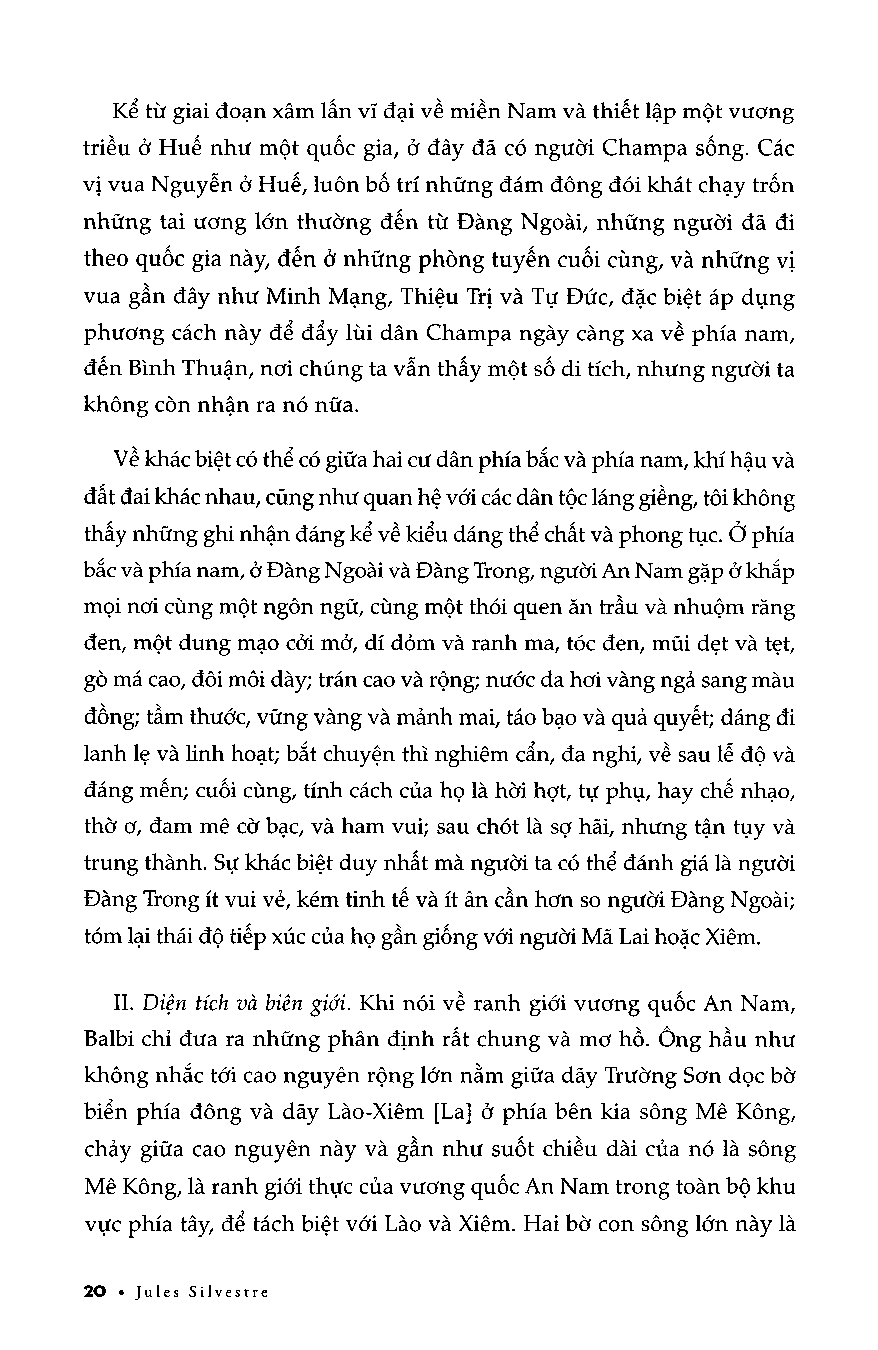 Kể từ giai đoạn xâm lấn vĩ đại về miền Nam và thiết lập một vương
triều ở Huế như một quốc gia, ở đây đã có người Champa sống. Các
vị vua Nguyễn ở Huế, luôn bố trí những đám đông đói khát chạy trốn
những tai ương lớn thường đến từ Đàng Ngoài, những người đã đi
theo quốc gia này, đến ở những phòng tuyến cuối cùng, và những vị
vua gần đây như Minh Mạng, Thiệu Trị và Tự Đức, đặc biệt áp dụng
phương cách này để đẩy lùi dân Champa ngày càng xa về phía nam,
đến Bình Thuận, nơi chúng ta vẫn thấy một số di tích, nhưng người ta
không còn nhận ra nó nữa.
Về khác biệt có thể có giữa hai cư dân phía bắc và phía nam, khí hậu và
đất đai khác nhau, cũng như quan hệ với các dân tộc láng giềng, tôi không
thấy những ghi nhận đáng kể về kiểu dáng thể chất và phong tục. Ở phía
bắc và phía nam, ở Đàng Ngoài và Đàng Trong, người An Nam gặp ở khắp
mọi nơi cùng một ngôn ngữ, cùng một thói quen ăn trầu và nhuộm răng
đen, một dung mạo cởi mở, dí dỏm và ranh ma, tóc đen, mũi dẹt và tẹt,
gò má cao, đôi môi dày; trán cao và rộng; nước da hơi vàng ngả sang màu
đồng; tầm thước, vững vàng và mảnh mai, táo bạo và quả quyết; dáng đi
lanh lẹ và linh hoạt; bắt chuyện thì nghiêm cẩn, đa nghi, về sau lễ độ và
đáng mến; cuối cùng, tính cách của họ là hời hợt, tự phụ, hay chế nhạo,
thờ ơ, đam mê cờ bạc, và ham vui; sau chót là sợ hãi, nhưng tận tụy và
trung thành. Sự khác biệt duy nhất mà người ta có thể đánh giá là người
Đàng Trong ít vui vẻ, kém tinh tế và ít ân cần hơn so người Đàng Ngoài;
tóm lại thái độ tiếp xúc của họ gần giống với người Mã Lai hoặc Xiêm.
II. Diện tích và biên giới. Khi nói về ranh giới vương quốc An Nam,
Balbi chỉ đưa ra những phân định rất chung và mơ hồ. Ông hầu như
không nhắc tới cao nguyên rộng lớn nằm giữa dãy Trường Sơn dọc bờ
biển phía đông và dãy Lào-Xiêm [La] ở phía bên kia sông Mê Kông,
chảy giữa cao nguyên này và gần như suốt chiều dài của nó là sông
Mê Kông, là ranh giới thực của vương quốc An Nam trong toàn bộ khu
vực phía tây, để tách biệt với Lào và Xiêm. Hai bờ con sông lớn này là
20 • Jules Silvestre